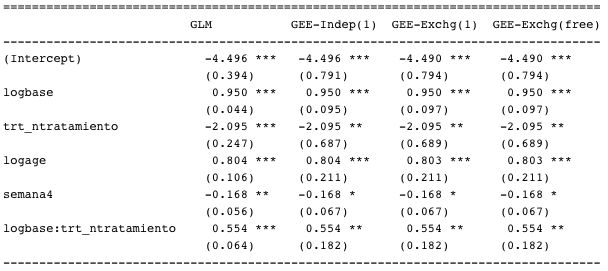 ================================================================================
GLM GEE-Indep(1) GEE-Exchg(1) GEE-Exchg(free)
--------------------------------------------------------------------------------
(Intercept) -4.496 *** -4.496 *** -4.490 *** -4.490 ***
(0.394) (0.791) (0.794) (0.794)
logbase 0.950 *** 0.950 *** 0.950 *** 0.950 ***
(0.044) (0.095) (0.097) (0.097)
trt_ntratamiento -2.095 *** -2.095 ** -2.095 ** -2.095 **
(0.247) (0.687) (0.689) (0.689)
logage 0.804 *** 0.804 *** 0.803 *** 0.803 ***
(0.106) (0.211) (0.211) (0.211)
semana4 -0.168 ** -0.168 * -0.168 * -0.168 *
(0.056) (0.067) (0.067) (0.067)
logbase:trt_ntratamiento 0.554 *** 0.554 ** 0.554 ** 0.554 **
(0.064) (0.182) (0.182) (0.182)
--------------------------------------------------------------------------------